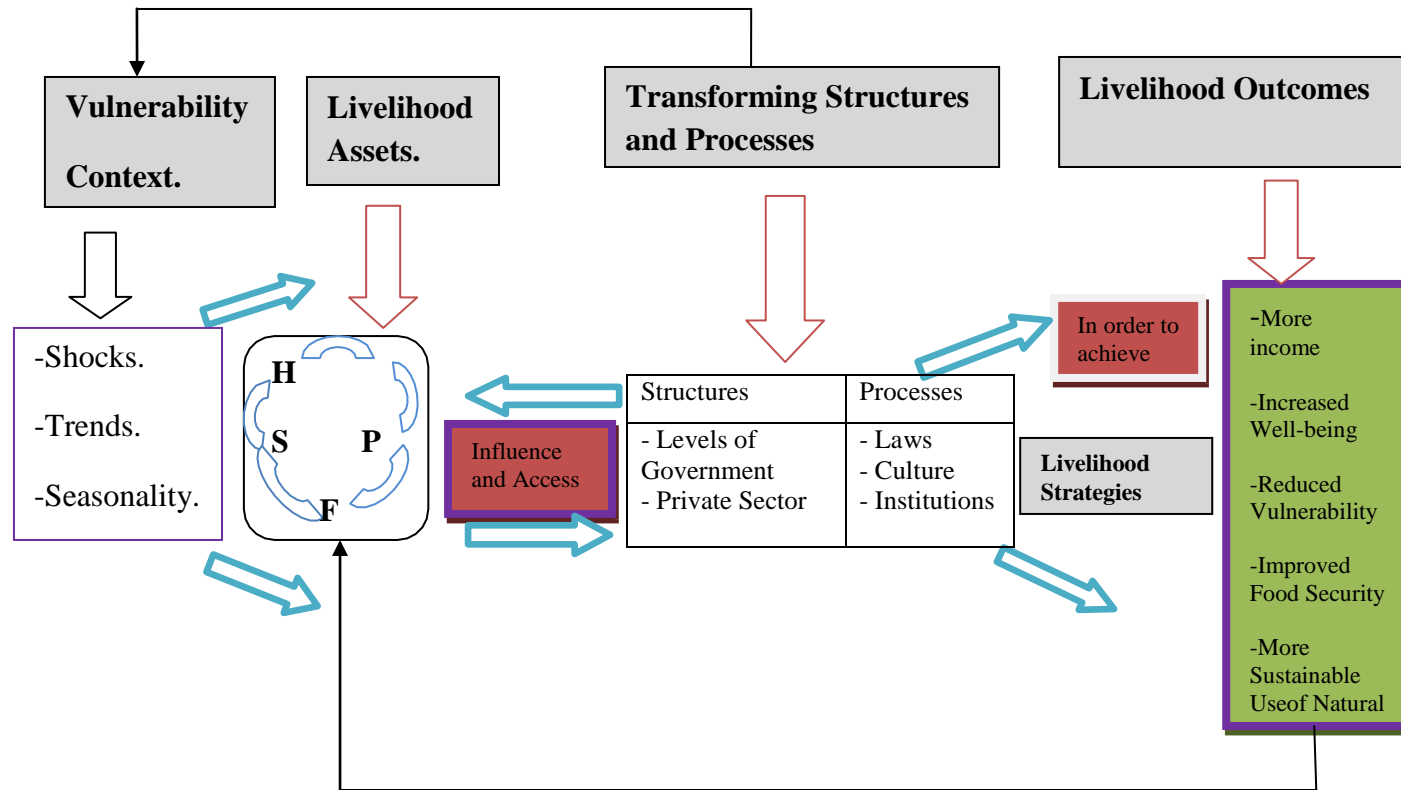 Vulnerability
Context.
Livelihood
Assets.
Transforming Structures
and Processes
Livelihood Outcomes
-Shocks.
-Trends.
-Seasonality.
H
S
P
F
Influence
and Access
Structures
- Levels of
Government
- Private Sector
Processes
- Laws
- Culture
- Institutions
In order to
achieve
Livelihood
Strategies
-More
income
-Increased
Well-being
-Reduced
Vulnerability
-Improved
Food Security
-More
Sustainable
Useof Natural